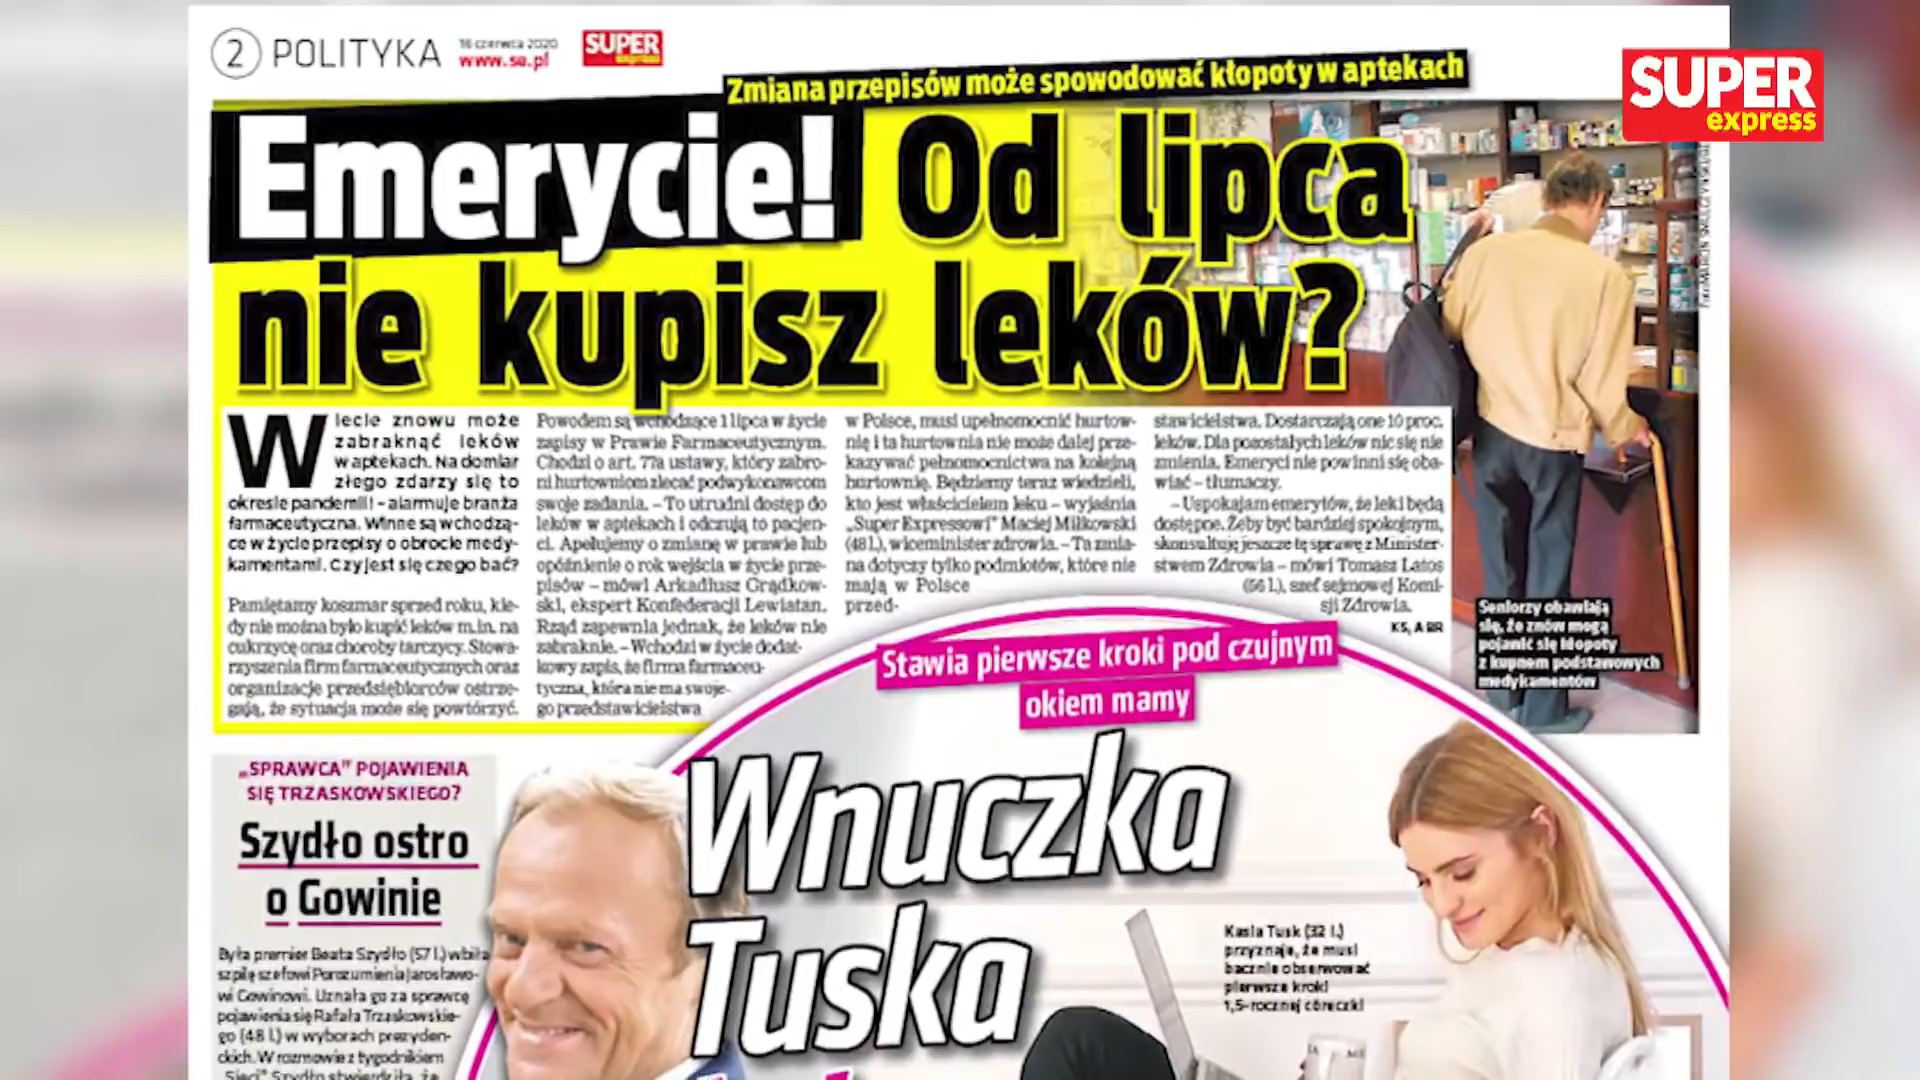 2 POLITYKA
16 czerwca 2020
www.se.pl
SUPER
express
SUPER
express
Zmiana przepisów może spowodować kłopoty w aptekach
Emerycie! Od lipca
nie kupisz leków?
W lecie znowu może
zabraknąć leków
w aptekach. Na domiar
złego zdarzy się to
okresie pandemii! – alarmuje branża
farmaceutyczna. Winne są wchodzą-
ce w życie przepisy o obrocie medy-
kamentami. Czy jest się czego bać?
Pamiętamy koszmar sprzed roku, kie-
dy nie można było kupić leków m.in. na
cukrzycę oraz choroby tarczycy. Stowa-
rzyszenia firm farmaceutycznych oraz
organizacje przedsiębiorców ostrze-
gają, że sytuacja może się powtórzyć.
Powodem są wchodzące 1 lipca w życie
zapisy w Prawie Farmaceutycznym.
Chodzi o art. 77a ustawy, który zabro-
ni hurtowniom zlecać podwykonawcom
swoje zadania. – To utrudni dostęp do
leków w aptekach i odczują to pacjen-
ci. Apelujemy o zmianę w prawie lub
opóźnienie o rok wejścia w życie prze-
pisów – mówi Arkadiusz Grądkow-
ski, ekspert Konfederacji Lewiatan.
Rząd zapewnia jednak, że leków nie
zabraknie. – Wchodzi w życie dodat-
kowy zapis, że firma farmaceu-
tyczna, która nie ma swoje-
go przedstawicielstwa
w Polsce, musi upełnomocnić hurtow-
nię i ta hurtownia nie może dalej prze-
kazywać pełnomocnictwa na kolejną
hurtownię. Będziemy teraz wiedzieli,
kto jest właścicielem leku – wyjaśnia
„Super Expressowi” Maciej Miłkowski
(48 l.), wiceminister zdrowia. – Ta zmia-
na dotyczy tylko podmiotów, które nie
mają w Polsce
przed-
stawicielstwa. Dostarczają one 10 proc.
leków. Dla pozostałych leków nic się nie
zmienia. Emeryci nie powinni się oba-
wiać – tłumaczy.
– Uspokajam emerytów, że leki będą
dostępne. Żeby być bardziej spokojnym,
skonsultuję jeszcze tę sprawę z Minister-
stwem Zdrowia – mówi Tomasz Latos
(56 l.), szef sejmowej Komi-
sji Zdrowia.
KS, A BR
Seniorzy obawiają
się, że znów mogą
pojawić się kłopoty
z kupnem podstawowych
medykamentów
„SPRAWCA” POJAWIENIA
SIĘ TRZASKOWSKIEGO?
Szydło ostro
o Gowinie
Była premier Beata Szydło (57 l.) wbiła
szpilę szefowi Porozumienia Jarosławo-
wi Gowinowi. Uznała go za sprawcę
pojawienia się Rafała Trzaskowskie-
go (48 l.) w wyborach prezyden-
ckich. W rozmowie z tygodnikiem
„Sieci” Szydło stwierdziła, że
Stawia pierwsze kroki pod czujnym
okiem mamy
Wnuczka
Tuska
Kasia Tusk (32 l.)
przyznaje, że musi
bacznie obserwować
pierwsze kroki
1,5-rocznej córeczki